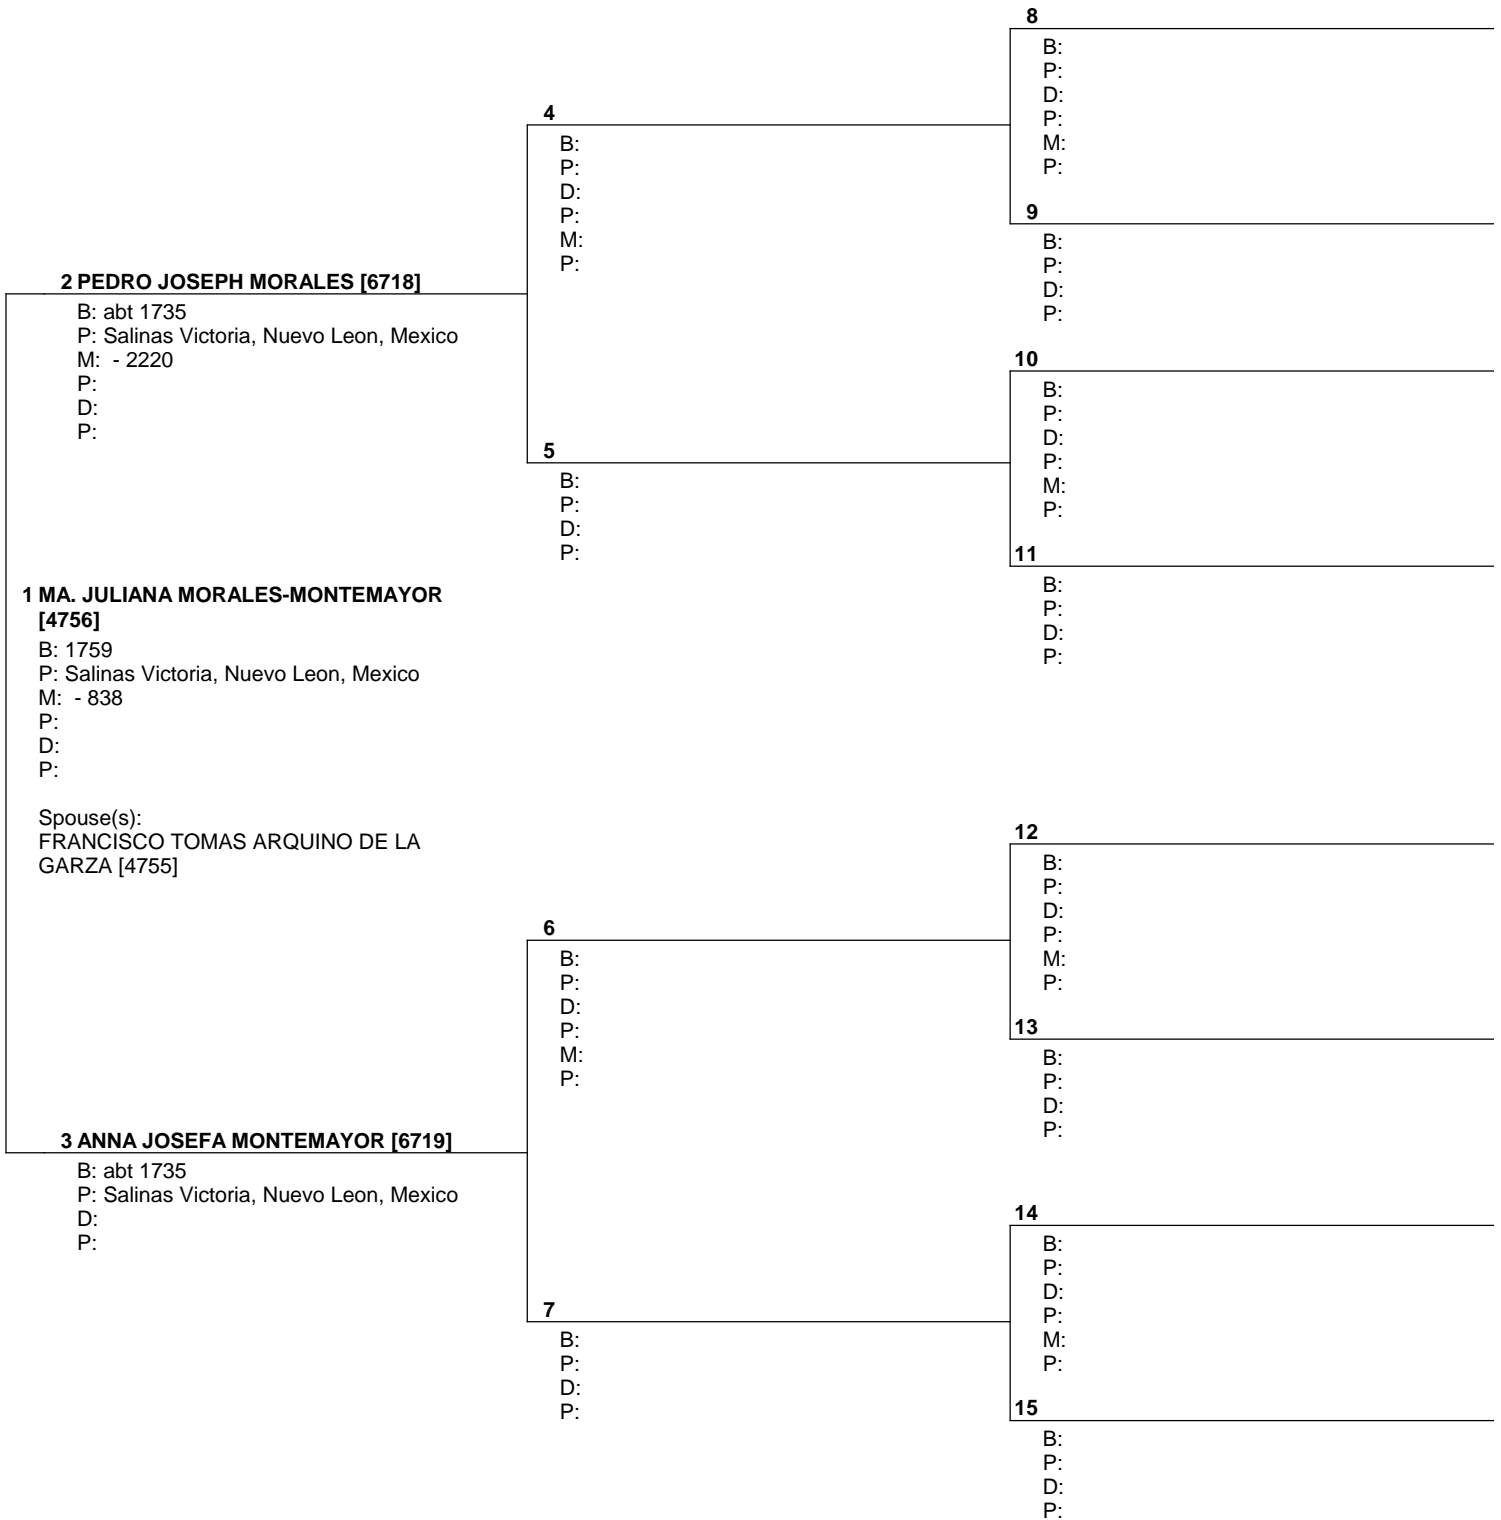 8
B:
P:
D:
P:
M:
P:
4
B:
P:
D:
P:
M:
P:
9
B:
P:
D:
P:
2 PEDRO JOSEPH MORALES [6718]
B: abt 1735
P: Salinas Victoria, Nuevo Leon, Mexico
M: - 2220
P:
D:
P:
10
B:
P:
D:
P:
M:
P:
5
B:
P:
D:
P:
11
B:
P:
D:
P:
1 MA. JULIANA MORALES-MONTEMAYOR
[4756]
B: 1759
P: Salinas Victoria, Nuevo Leon, Mexico
M: - 838
P:
D:
P:
Spouse(s):
FRANCISCO TOMAS ARQUINO DE LA
GARZA [4755]
12
B:
P:
D:
P:
M:
P:
6
B:
P:
D:
P:
M:
P:
13
B:
P:
D:
P:
3 ANNA JOSEFA MONTEMAYOR [6719]
B: abt 1735
P: Salinas Victoria, Nuevo Leon, Mexico
D:
P:
14
B:
P:
D:
P:
M:
P:
7
B:
P:
D:
P:
15
B:
P:
D:
P: